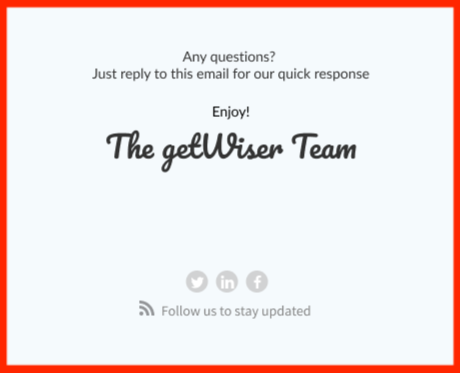 Any questions?
Just reply to this email for our quick response
Enjoy!
The getWiser Team
Follow us to stay updated